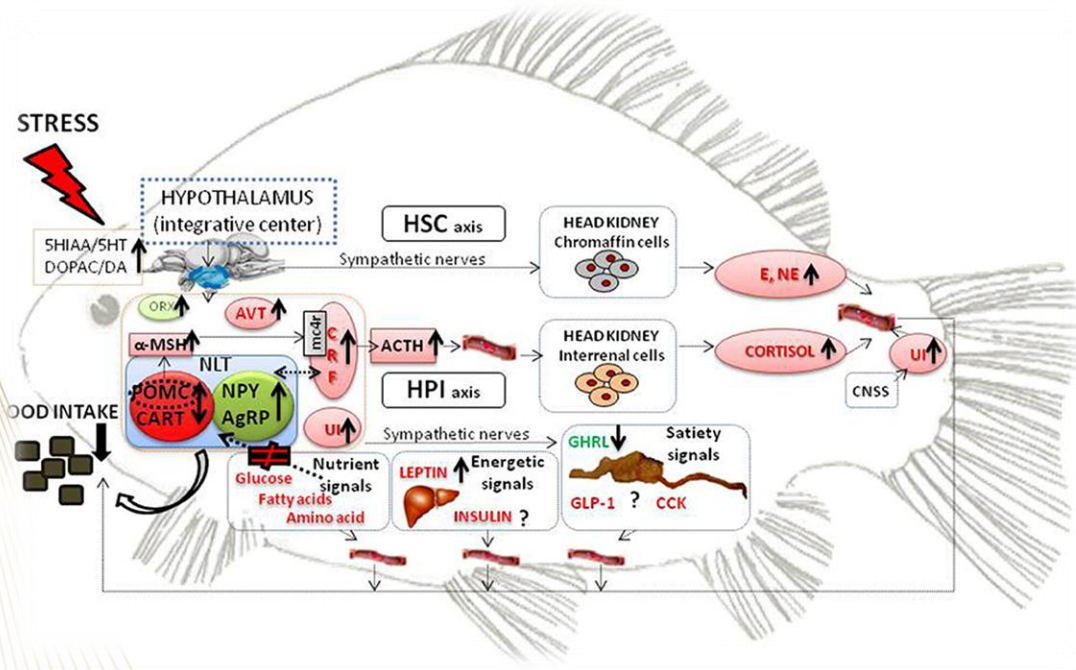 STRESS
HYPOTHALAMUS
(integrative center)
5HIAA/5HT
DOPAC/DA
HSC axis
Sympathetic nerves
HEAD KIDNEY
Chromaffin cells
E, NE
ORX
AVT
mc4r
CRF
α-MSH
ACTH
HPI axis
HEAD KIDNEY
Interrenal cells
CORTISOL
UI
CNSS
NLT
POMC
CART
NPY
AgRP
UI
OOD INTAKE
Sympathetic nerves
Nutrient
signals
Glucose
Fatty acids
Amino acid
LEPTIN
Energetic
signals
INSULIN ?
GHRL
Satiety
signals
GLP-1 ? CCK